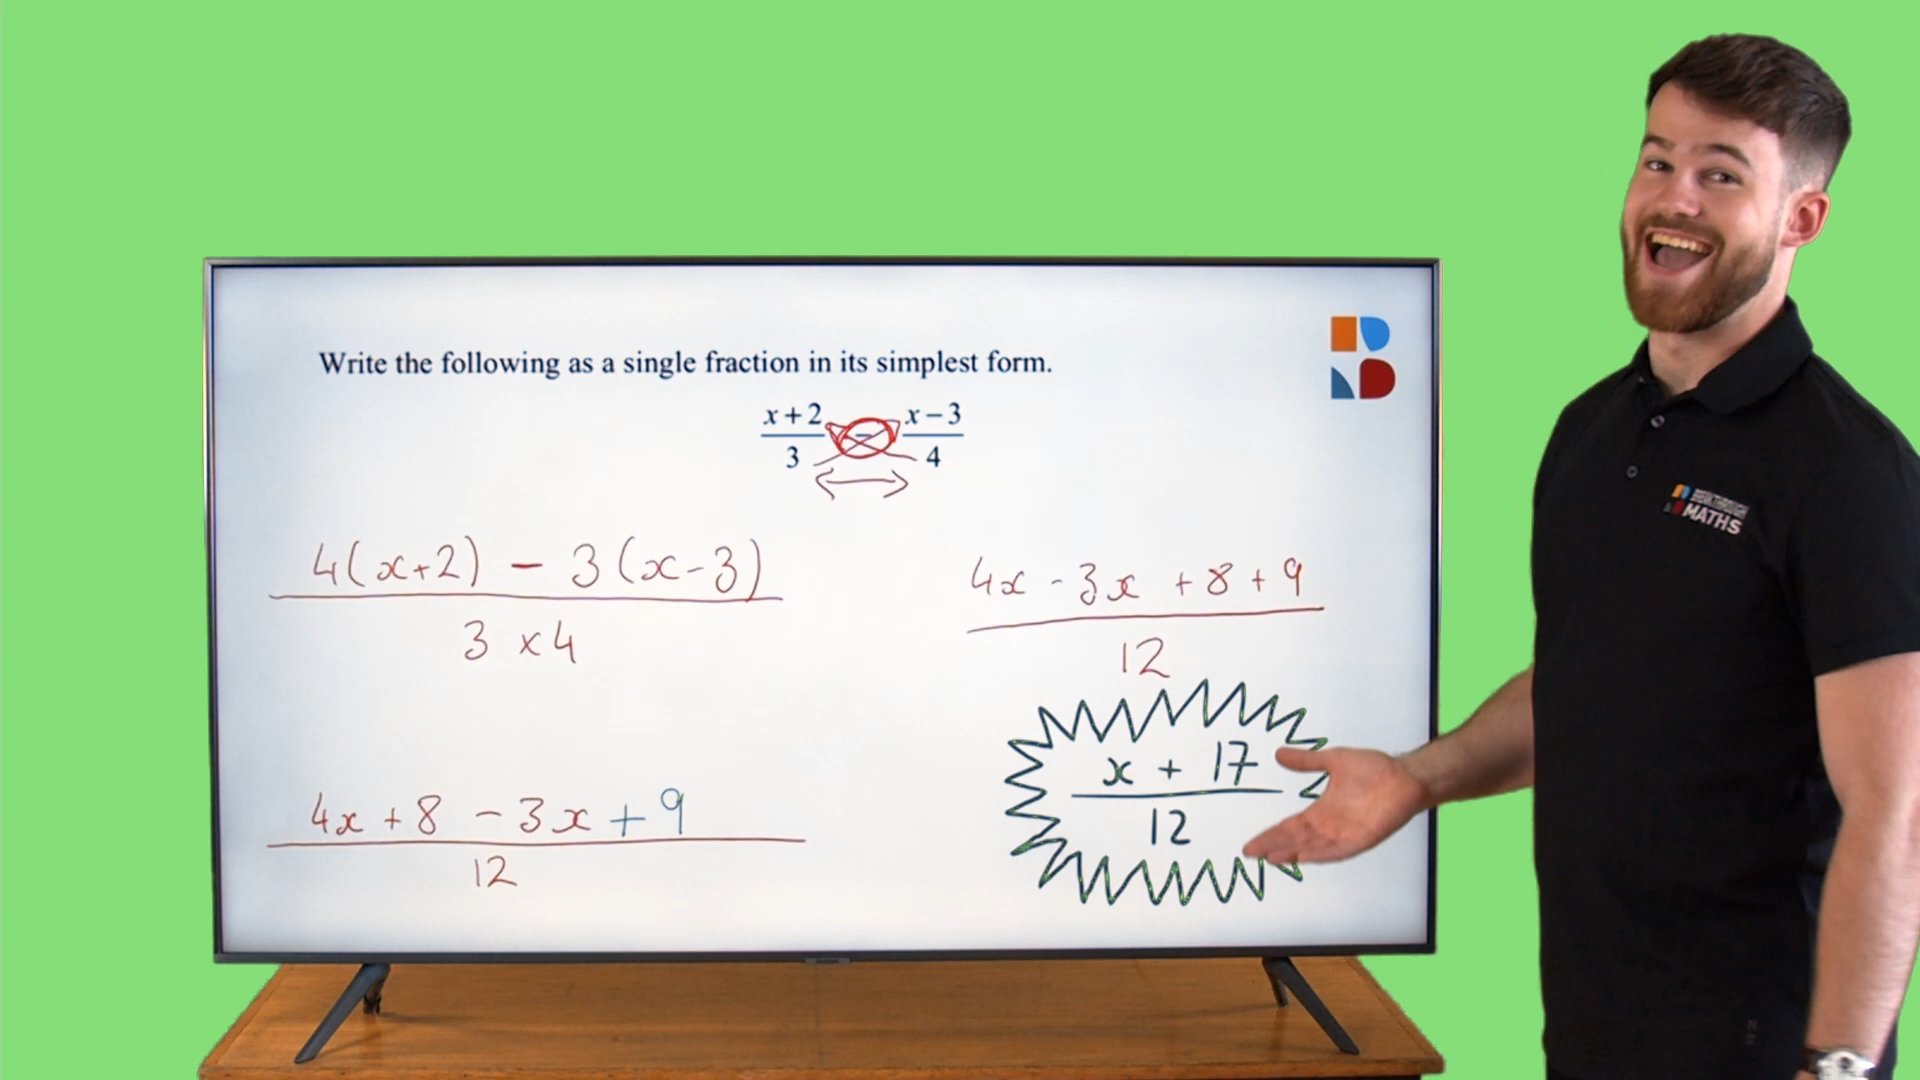 Write the following as a single fraction in its simplest form.
x + 2 − x − 3
3 4
4(x+2) − 3(x−3)
3 × 4
4x + 8 − 3x + 9
12
4x − 3x + 8 + 9
12
x + 17
12
BREAKTHROUGH
MATHS